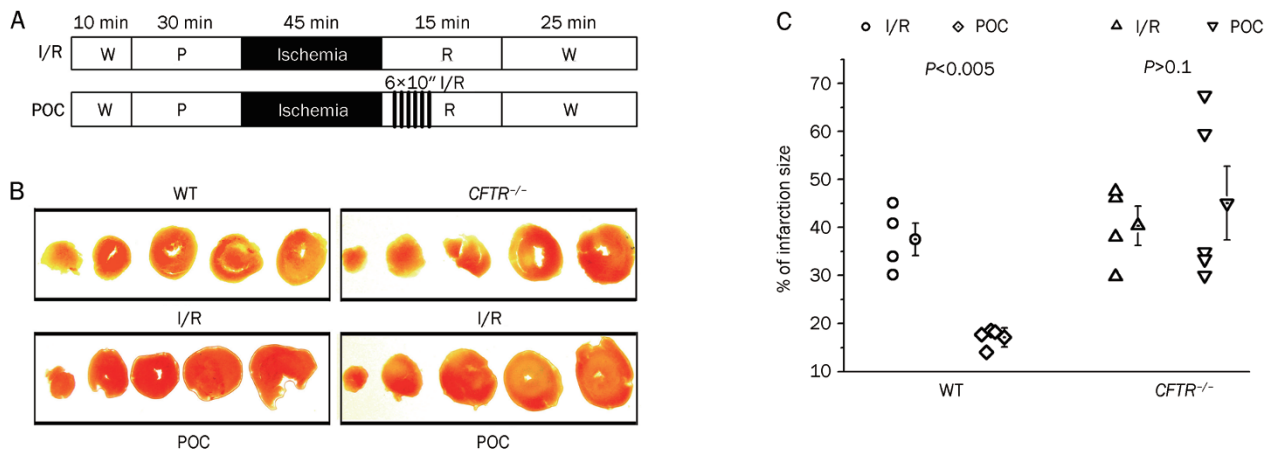 A
10 min 30 min 45 min 15 min 25 min
I/R W P Ischemia R W
6×10″ I/R
POC W P Ischemia R W
B
WT CFTR⁻/⁻
I/R I/R
POC POC
C
I/R POC I/R POC
P<0.005 P>0.1
% of infarction size
70
60
50
40
30
20
10
WT CFTR⁻/⁻